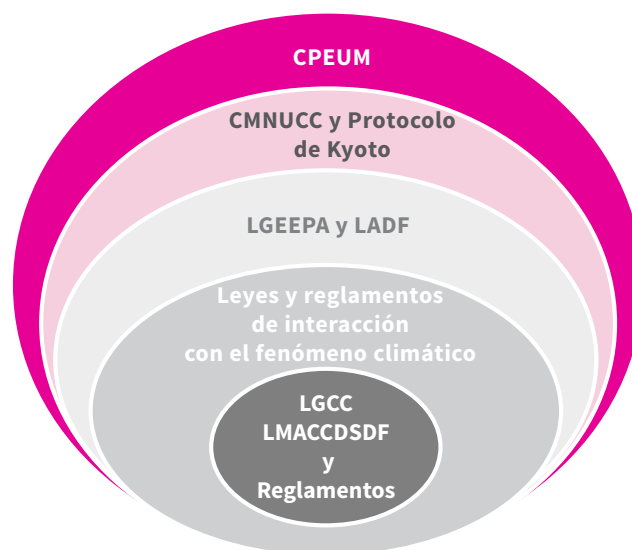 CPEUM
CMNUCC y Protocolo
de Kyoto
LGEEPA y LADF
Leyes y reglamentos
de interacción
con el fenómeno climático
LGCC
LMACCDSDF
y
Reglamentos